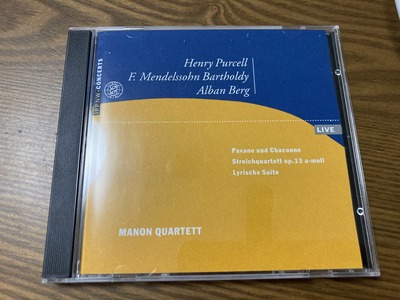 Henry Purcell
F. Mendelssohn Bartholdy
Alban Berg
LIVE
Pavane und Chaconne
Streichquartett op.13 a-moll
Lyrische Suite
MANON QUARTETT